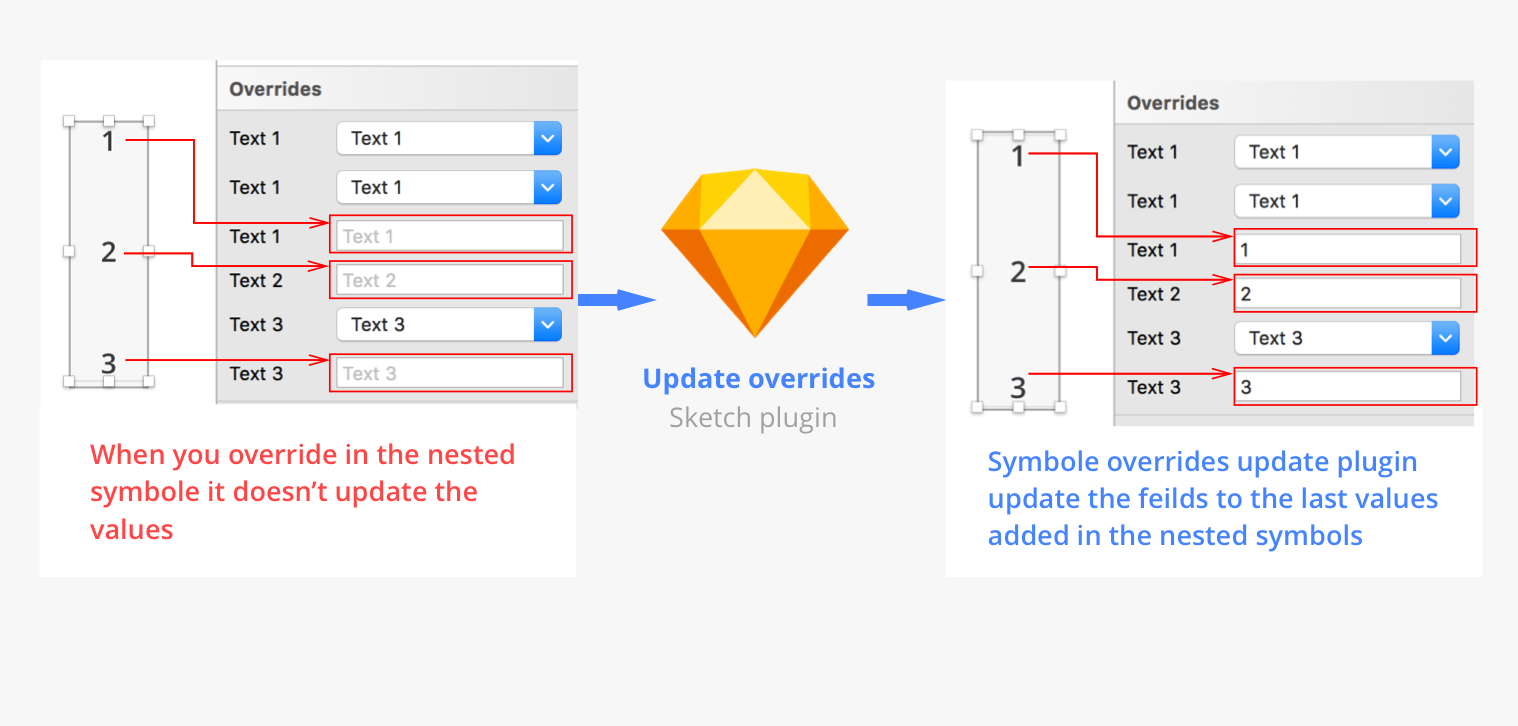 Overrides
1
Text 1 Text 1
Text 1 Text 1
Text 1 Text 1
2
Text 2 Text 2
Text 3 Text 3
3
Text 3 Text 3
When you override in the nested
symbole it doesn’t update the
values
Update overrides
Sketch plugin
Overrides
1
Text 1 Text 1
Text 1 Text 1
Text 1 1
2
Text 2 2
Text 3 Text 3
3
Text 3 3
Symbole overrides update plugin
update the feilds to the last values
added in the nested symbols